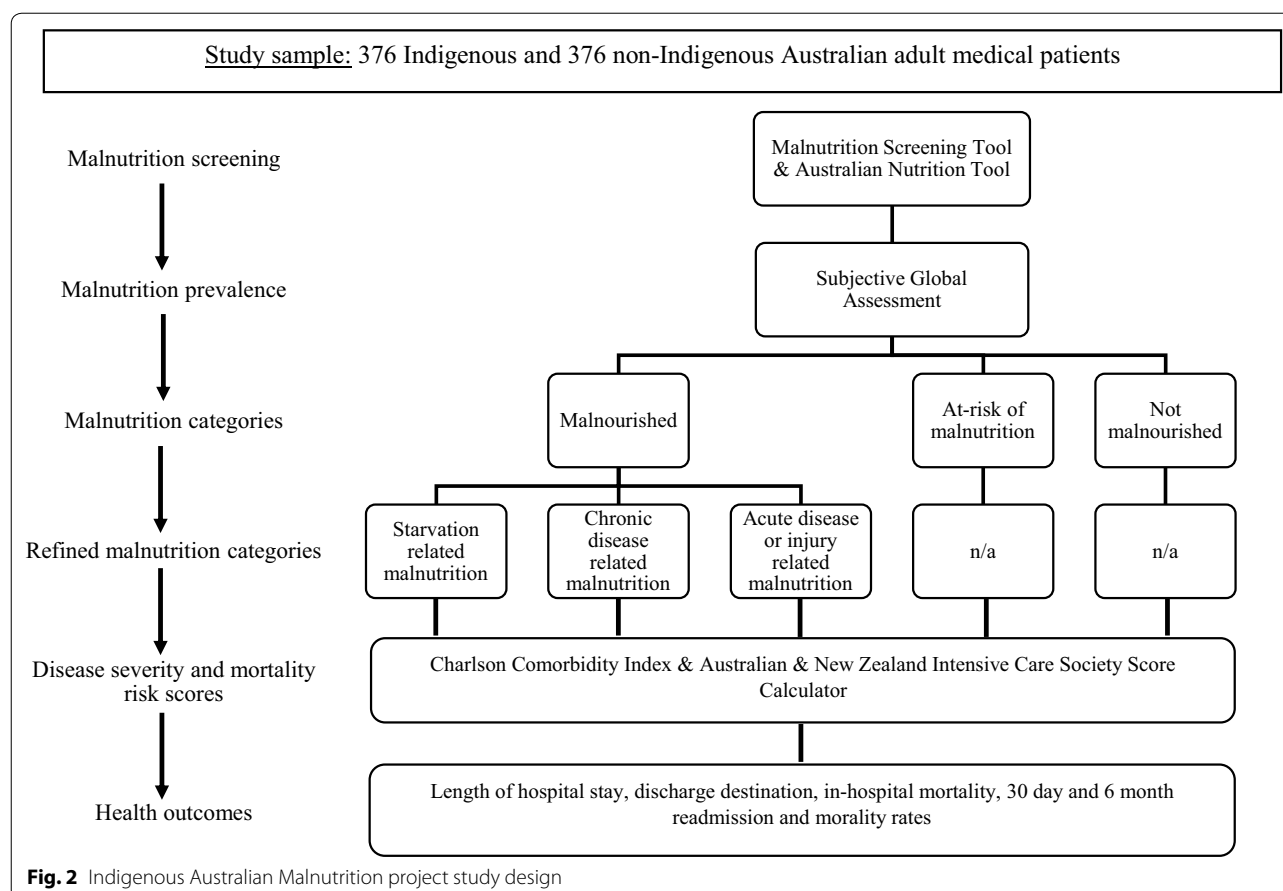 Study sample: 376 Indigenous and 376 non-Indigenous Australian adult medical patients
Malnutrition screening
Malnutrition Screening Tool
& Australian Nutrition Tool
Malnutrition prevalence
Subjective Global
Assessment
Malnutrition categories
Malnourished
At-risk of
malnutrition
Not
malnourished
Refined malnutrition categories
Starvation
related
malnutrition
Chronic
disease
related
malnutrition
Acute disease
or injury
related
malnutrition
n/a
n/a
Disease severity and mortality
risk scores
Charlson Comorbidity Index & Australian & New Zealand Intensive Care Society Score
Calculator
Health outcomes
Length of hospital stay, discharge destination, in-hospital mortality, 30 day and 6 month
readmission and morality rates
Fig. 2 Indigenous Australian Malnutrition project study design